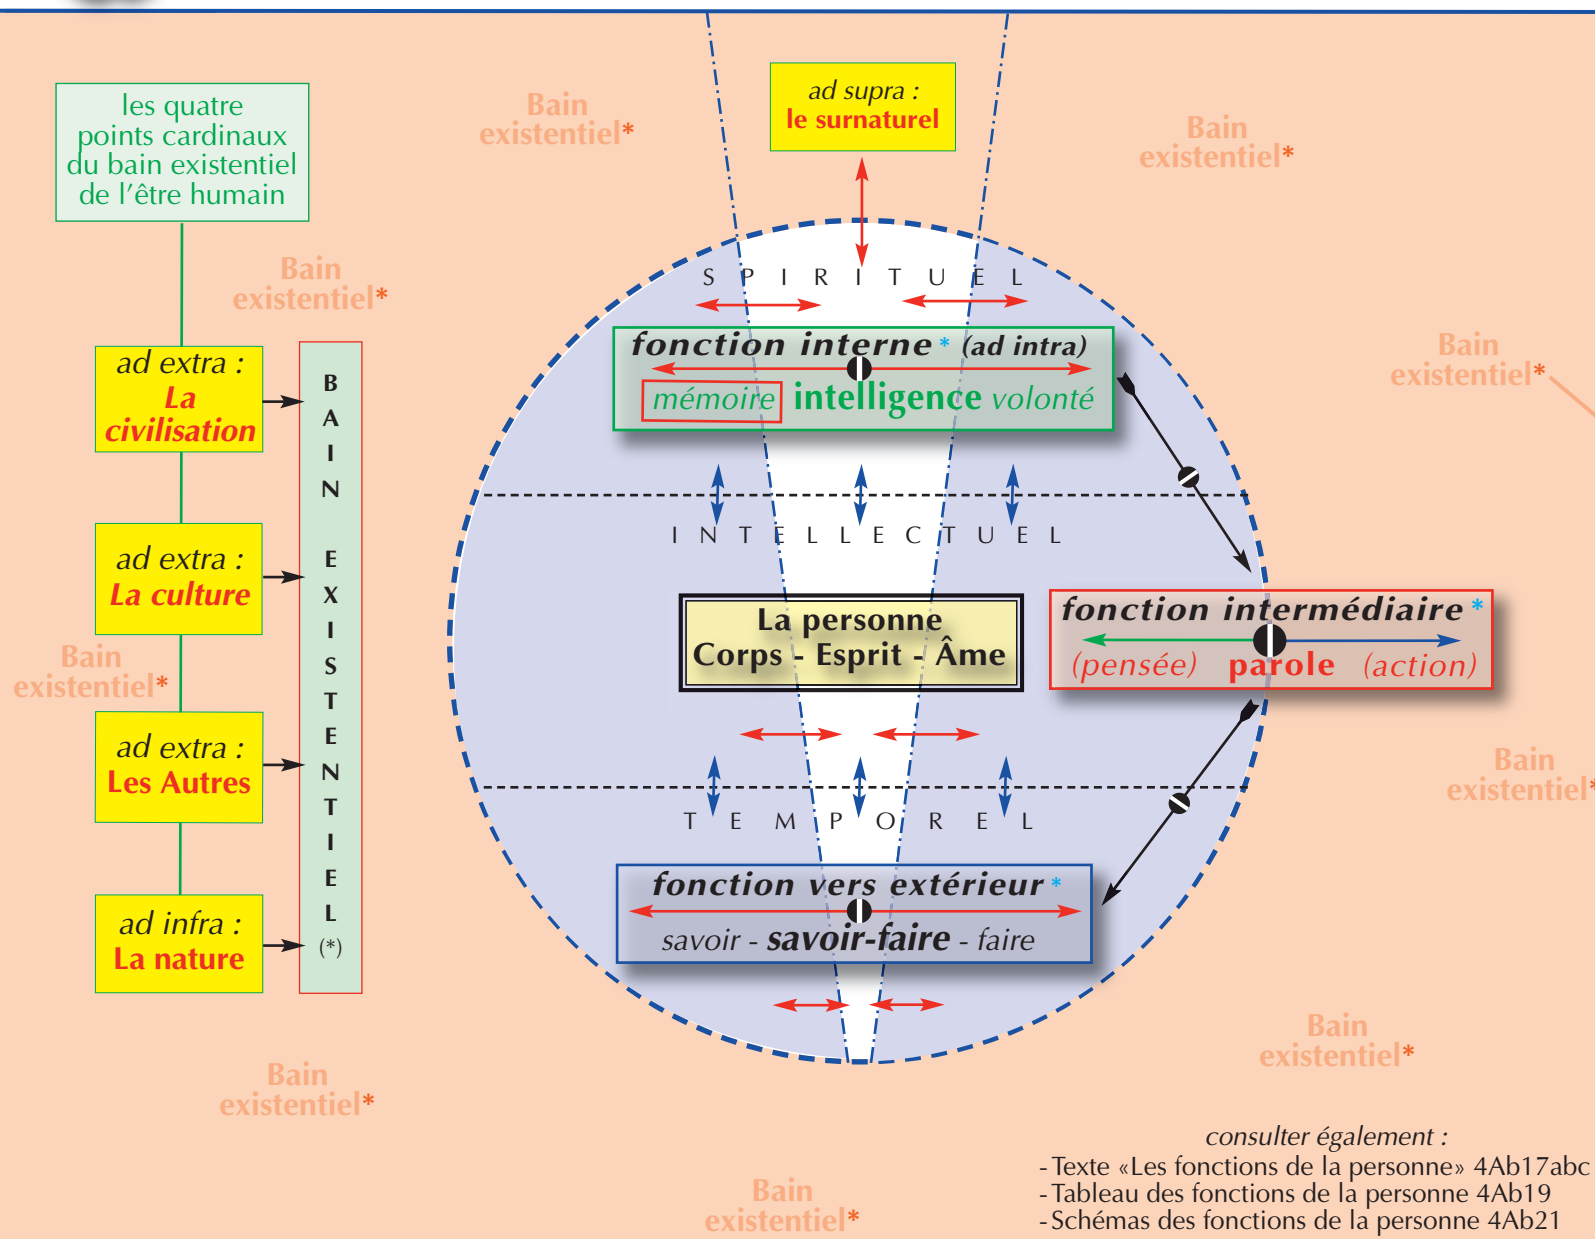 les quatre
points cardinaux
du bain existentiel
de l'être humain
Bain
existentiel*
ad supra :
le surnaturel
Bain
existentiel*
Bain
existentiel*
Bain
existentiel*
ad extra :
La
civilisation
ad extra :
La culture
Bain
existentiel*
ad extra :
Les Autres
ad infra :
La nature
BAIN EXISTENTIEL
(*)
SPIRITUEL
fonction interne * (ad intra)
mémoire intelligence volonté
INTELLECTUEL
La personne
Corps - Esprit - Âme
fonction intermédiaire *
(pensée) parole (action)
TEMPOREL
fonction vers extérieur *
savoir - savoir-faire - faire
Bain
existentiel*
Bain
existentiel*
Bain
existentiel*
Bain
existentiel*
consulter également :
- Texte «Les fonctions de la personne» 4Ab17abc
- Tableau des fonctions de la personne 4Ab19
- Schémas des fonctions de la personne 4Ab21